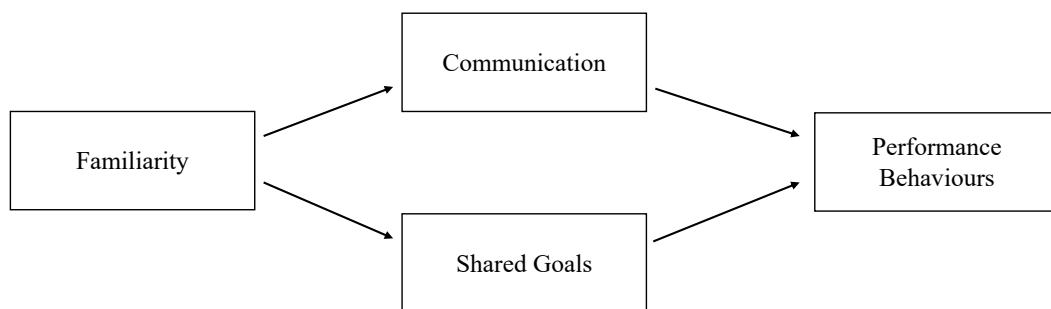 Communication
Familiarity
Performance
Behaviours
Shared Goals